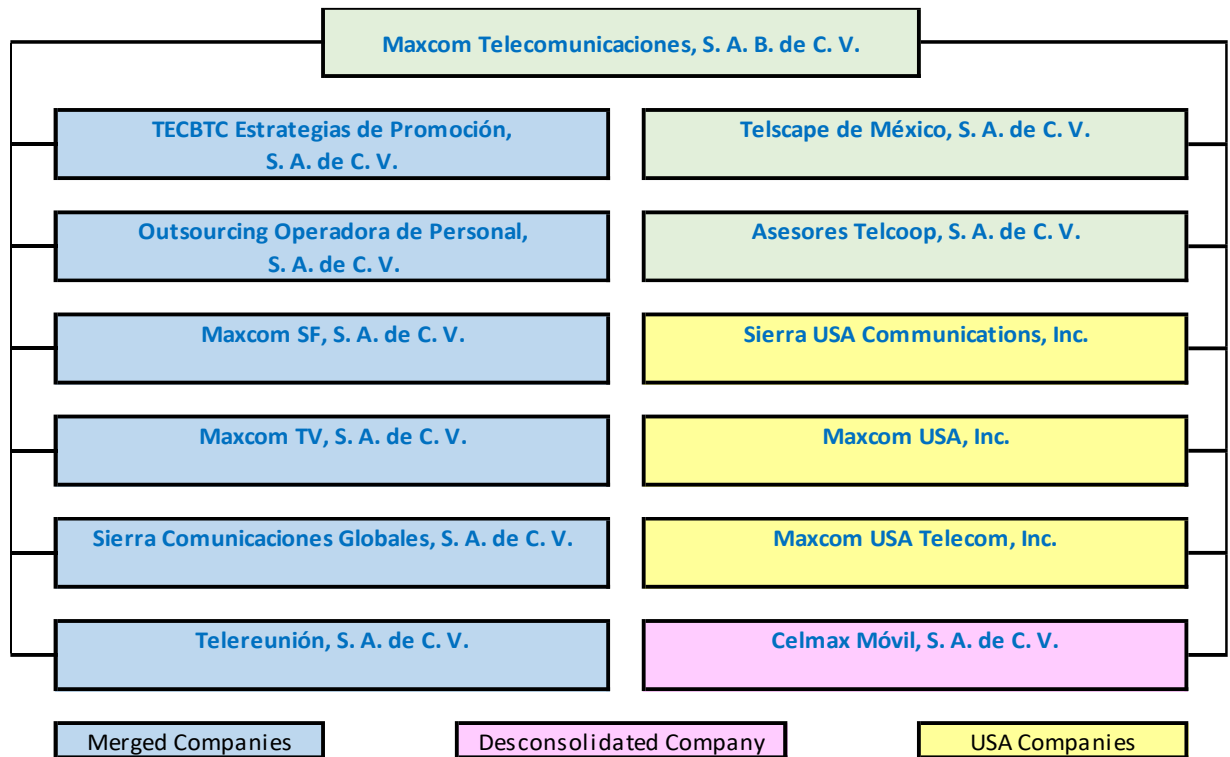 Maxcom Telecomunicaciones, S. A. B. de C. V.
TECBTC Estrategias de Promoción,
S. A. de C. V.
Telscape de México, S. A. de C. V.
Outsourcing Operadora de Personal,
S. A. de C. V.
Asesores Telcoop, S. A. de C. V.
Maxcom SF, S. A. de C. V.
Sierra USA Communications, Inc.
Maxcom TV, S. A. de C. V.
Maxcom USA, Inc.
Sierra Comunicaciones Globales, S. A. de C. V.
Maxcom USA Telecom, Inc.
Telereunión, S. A. de C. V.
Celmax Móvil, S. A. de C. V.
Merged Companies
Desconsolidated Company
USA Companies